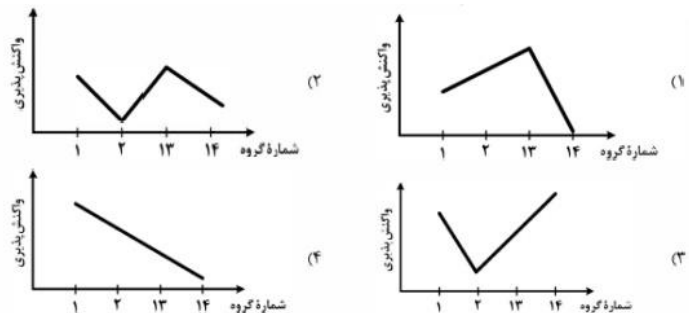 واکنش‌پذیری
۱ ۲ ۱۳ ۱۴ شمارهٔ گروه
۱)
واکنش‌پذیری
۱ ۲ ۱۳ ۱۴ شمارهٔ گروه
۲)
واکنش‌پذیری
۱ ۲ ۱۳ ۱۴ شمارهٔ گروه
۳)
واکنش‌پذیری
۱ ۲ ۱۳ ۱۴ شمارهٔ گروه
۴)